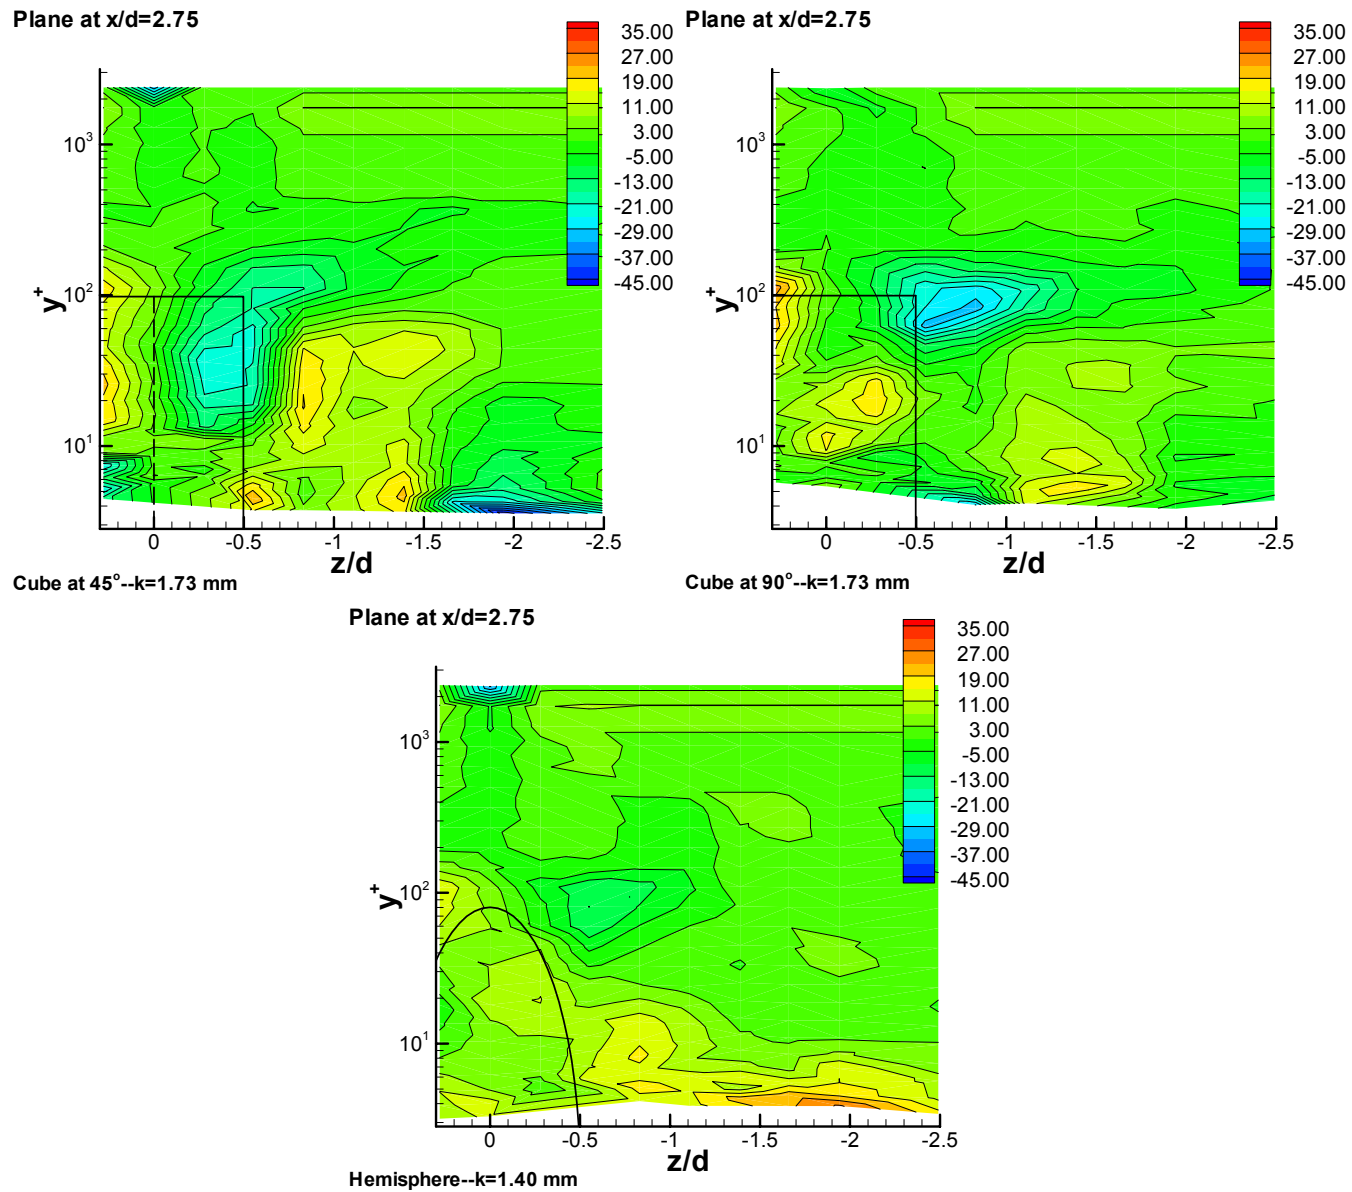 Plane at x/d=2.75
35.00
27.00
19.00
11.00
3.00
-5.00
-13.00
-21.00
-29.00
-37.00
-45.00
10³
10²
10¹
y⁺
0 -0.5 -1 -1.5 -2 -2.5
z/d
Cube at 45°--k=1.73 mm
Plane at x/d=2.75
35.00
27.00
19.00
11.00
3.00
-5.00
-13.00
-21.00
-29.00
-37.00
-45.00
10³
10²
10¹
y⁺
0 -0.5 -1 -1.5 -2 -2.5
z/d
Cube at 90°--k=1.73 mm
Plane at x/d=2.75
35.00
27.00
19.00
11.00
3.00
-5.00
-13.00
-21.00
-29.00
-37.00
-45.00
10³
10²
10¹
y⁺
0 -0.5 -1 -1.5 -2 -2.5
z/d
Hemisphere--k=1.40 mm